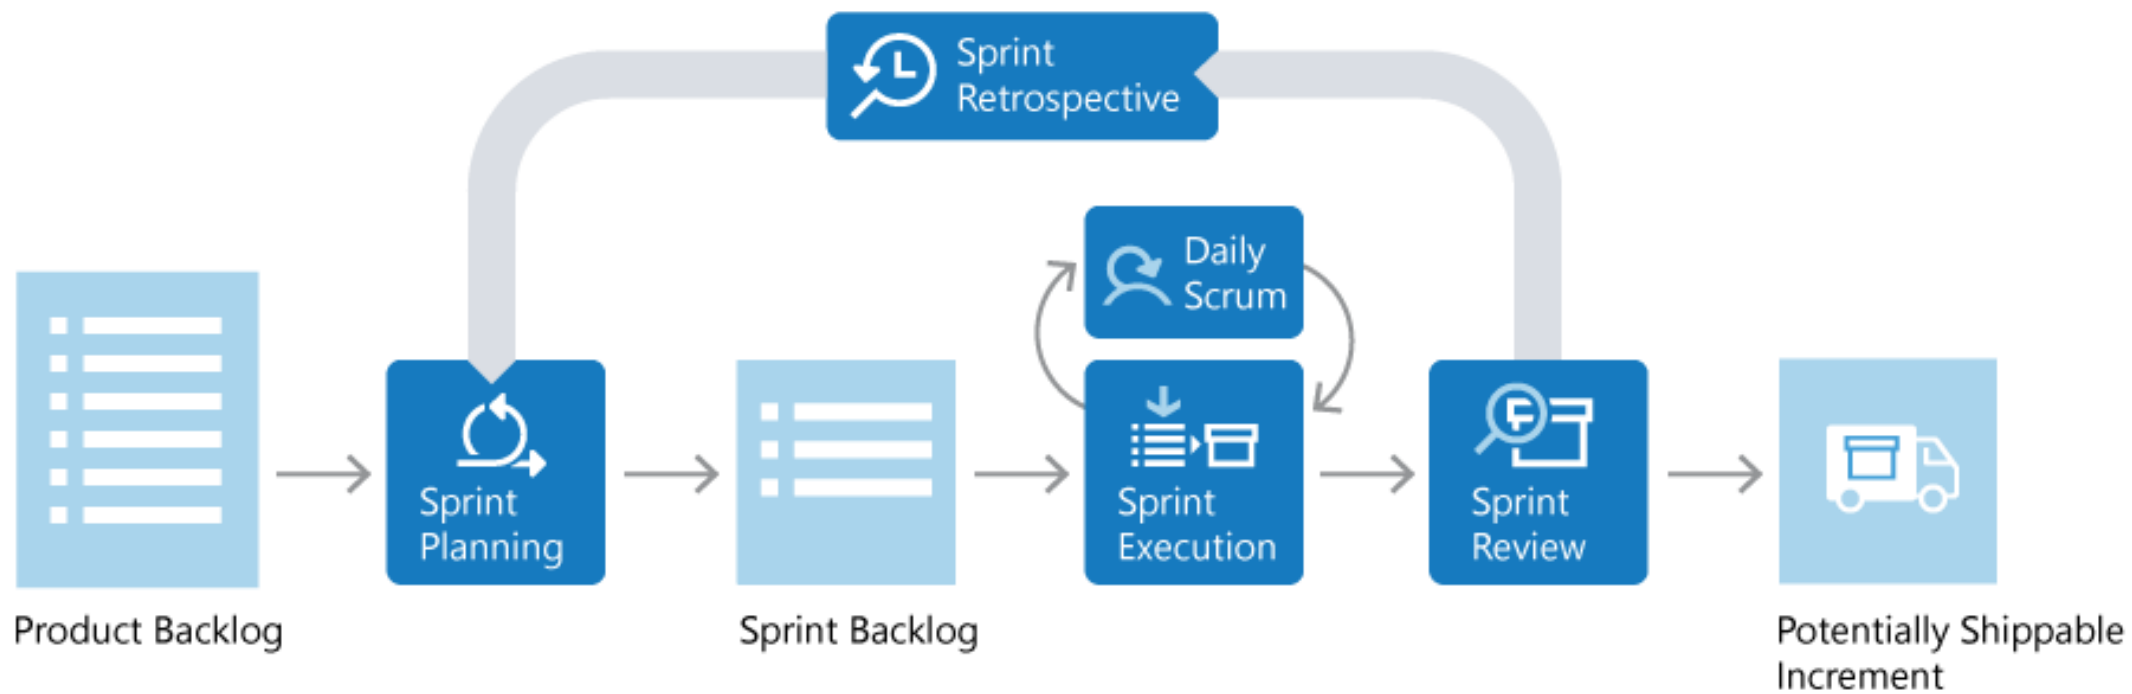 Sprint
Retrospective
Daily
Scrum
Sprint
Planning
Sprint
Execution
Sprint
Review
Product Backlog
Sprint Backlog
Potentially Shippable
Increment